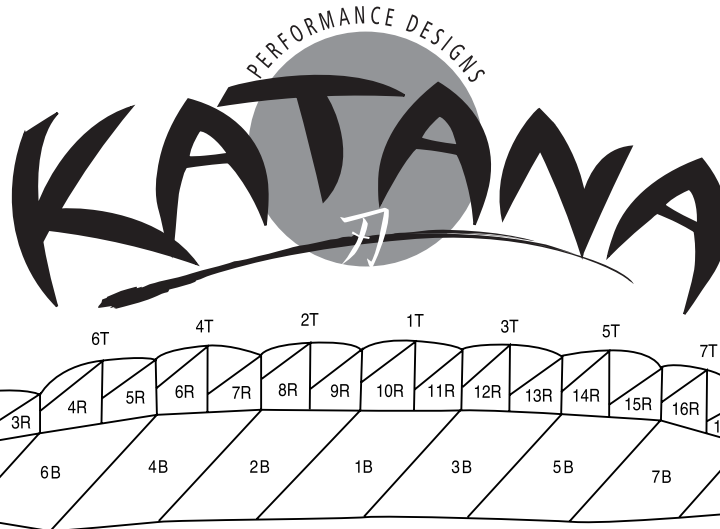 PERFORMANCE DESIGNS
KATANA
刃
6T 4T 2T 1T 3T 5T 7T
3R 4R 5R 6R 7R 8R 9R 10R 11R 12R 13R 14R 15R 16R
6B 4B 2B 1B 3B 5B 7B